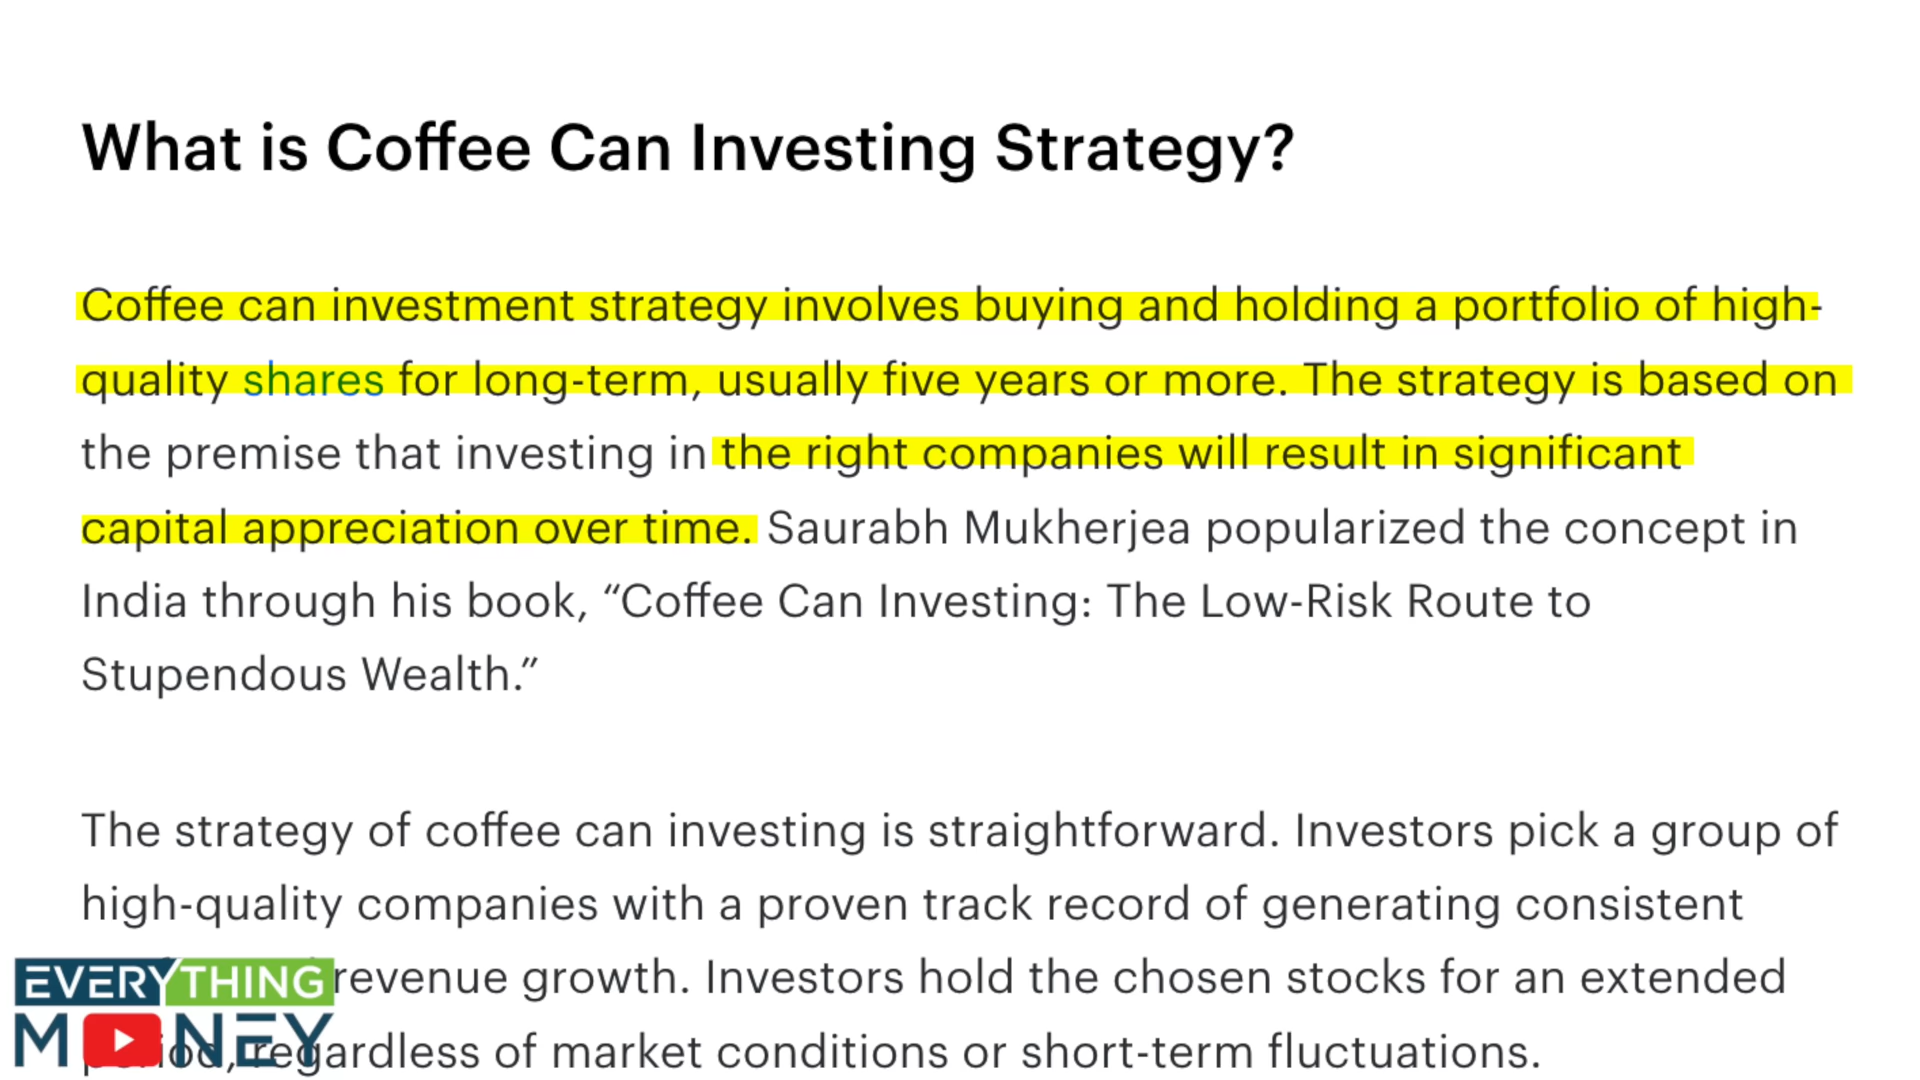 What is Coffee Can Investing Strategy?
Coffee can investment strategy involves buying and holding a portfolio of high-
quality shares for long-term, usually five years or more. The strategy is based on
the premise that investing in the right companies will result in significant
capital appreciation over time. Saurabh Mukherjea popularized the concept in
India through his book, “Coffee Can Investing: The Low-Risk Route to
Stupendous Wealth.”
The strategy of coffee can investing is straightforward. Investors pick a group of
high-quality companies with a proven track record of generating consistent
revenue growth. Investors hold the chosen stocks for an extended
period, regardless of market conditions or short-term fluctuations.
EVERYTHING
MONEY